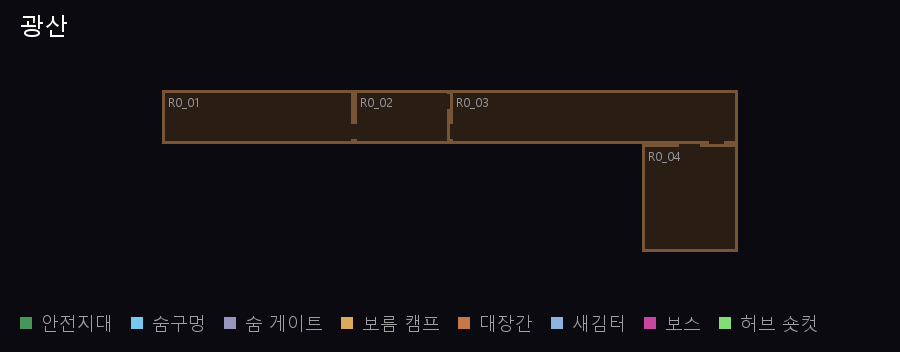 광산
R0_01
R0_02
R0_03
R0_04
안전지대 숨구멍 숨 게이트 보름 캠프 대장간 새김터 보스 허브 숏컷